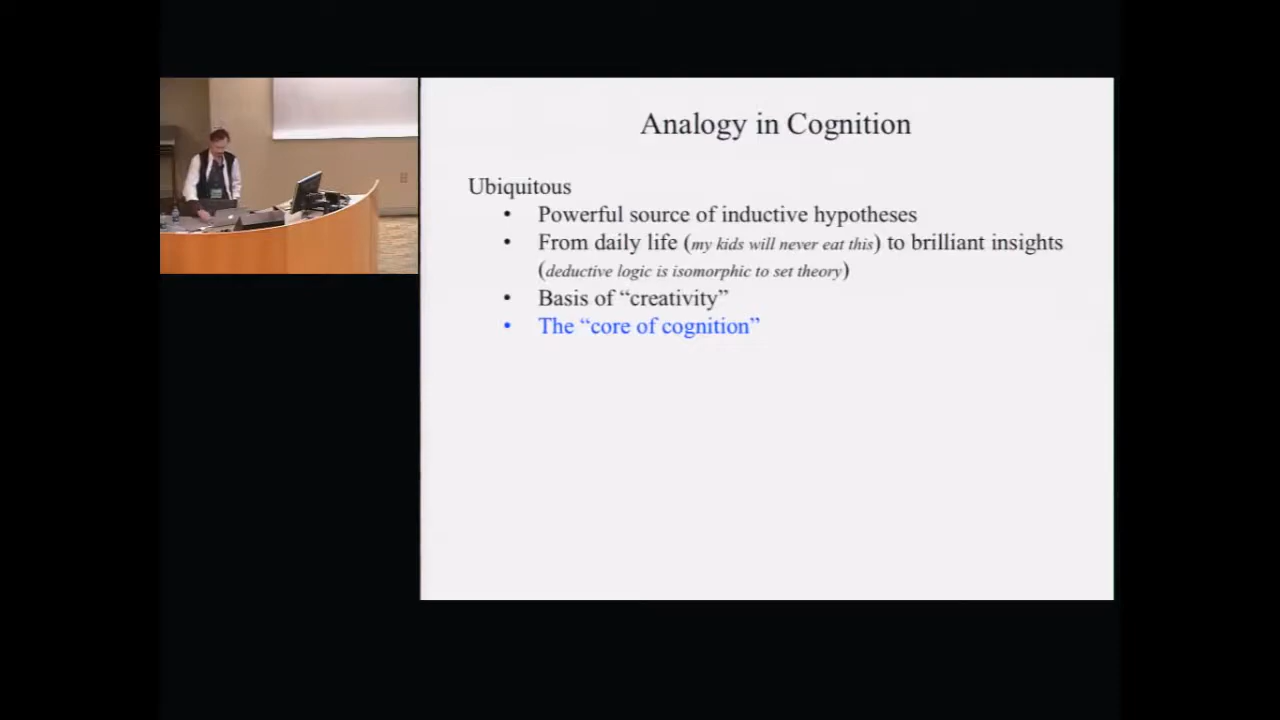 Analogy in Cognition
Ubiquitous
• Powerful source of inductive hypotheses
• From daily life (my kids will never eat this) to brilliant insights
(deductive logic is isomorphic to set theory)
• Basis of “creativity”
• The “core of cognition”